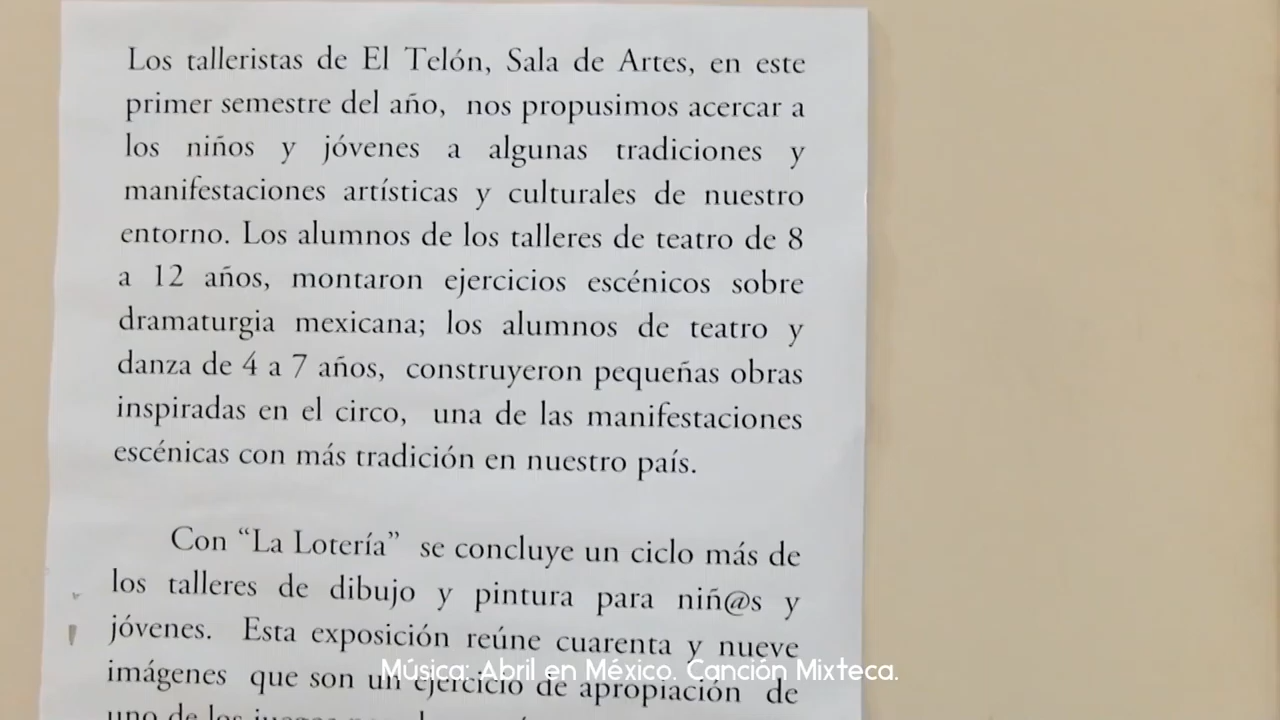 Los talleristas de El Telón, Sala de Artes, en este
primer semestre del año, nos propusimos acercar a
los niños y jóvenes a algunas tradiciones y
manifestaciones artísticas y culturales de nuestro
entorno. Los alumnos de los talleres de teatro de 8
a 12 años, montaron ejercicios escénicos sobre
dramaturgia mexicana; los alumnos de teatro y
danza de 4 a 7 años, construyeron pequeñas obras
inspiradas en el circo, una de las manifestaciones
escénicas con más tradición en nuestro país.
Con “La Lotería” se concluye un ciclo más de
los talleres de dibujo y pintura para niñ@s y
jóvenes. Esta exposición reúne cuarenta y nueve
imágenes que son un ejercicio de apropiación de
Música: Abril en México. Canción Mixteca.
uno de los